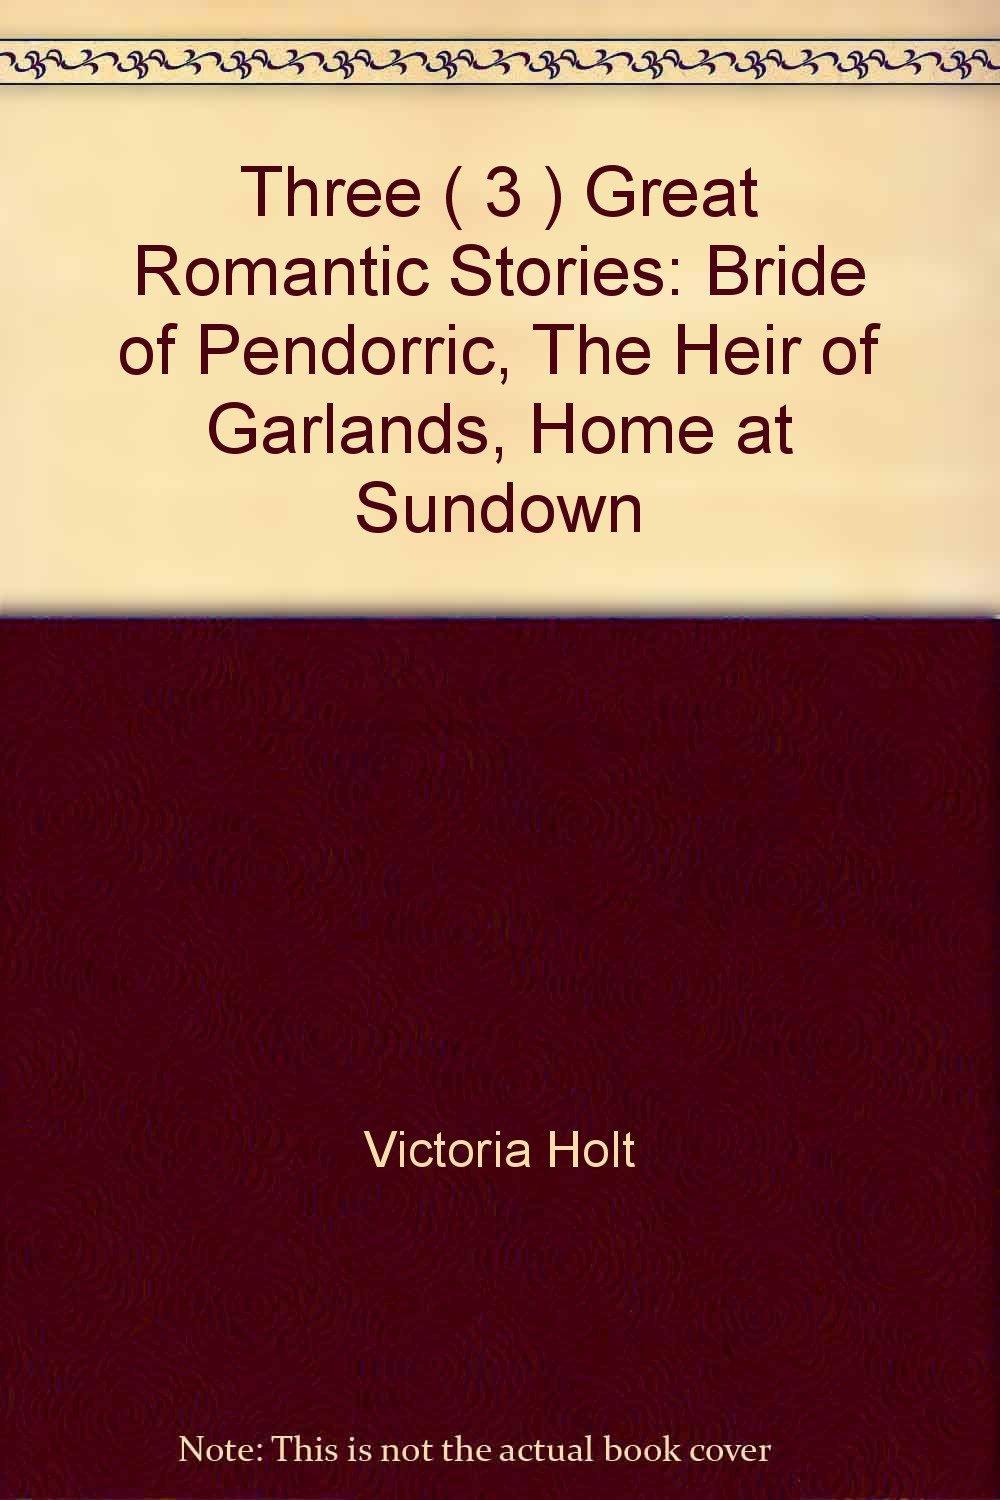 Three ( 3 ) Great
Romantic Stories: Bride
of Pendorric, The Heir of
Garlands, Home at
Sundown
Victoria Holt
Note: This is not the actual book cover